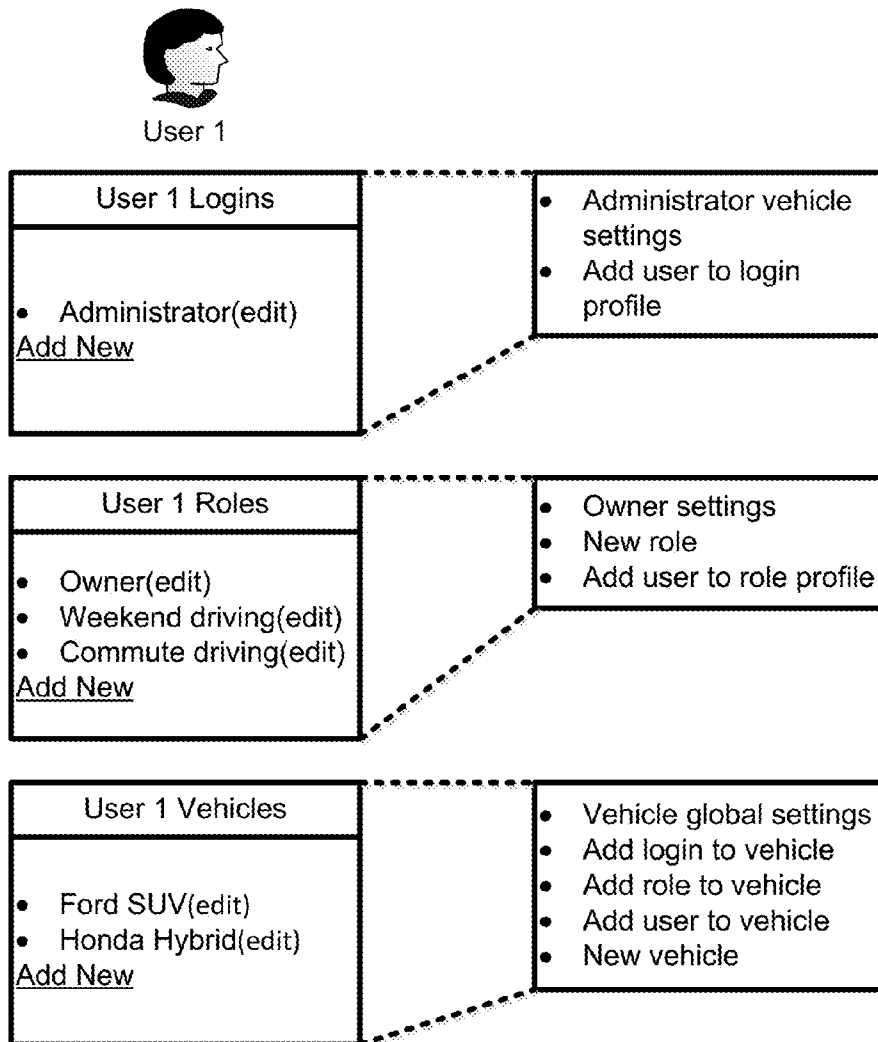 User 1
User 1 Logins
• Administrator(edit)
Add New
• Administrator vehicle
settings
• Add user to login
profile
User 1 Roles
• Owner(edit)
• Weekend driving(edit)
• Commute driving(edit)
Add New
• Owner settings
• New role
• Add user to role profile
User 1 Vehicles
• Ford SUV(edit)
• Honda Hybrid(edit)
Add New
• Vehicle global settings
• Add login to vehicle
• Add role to vehicle
• Add user to vehicle
• New vehicle